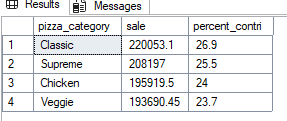 Results Messages
pizza_category sale percent_contri
1 Classic 220053.1 26.9
2 Supreme 208197 25.5
3 Chicken 195919.5 24
4 Veggie 193690.45 23.7